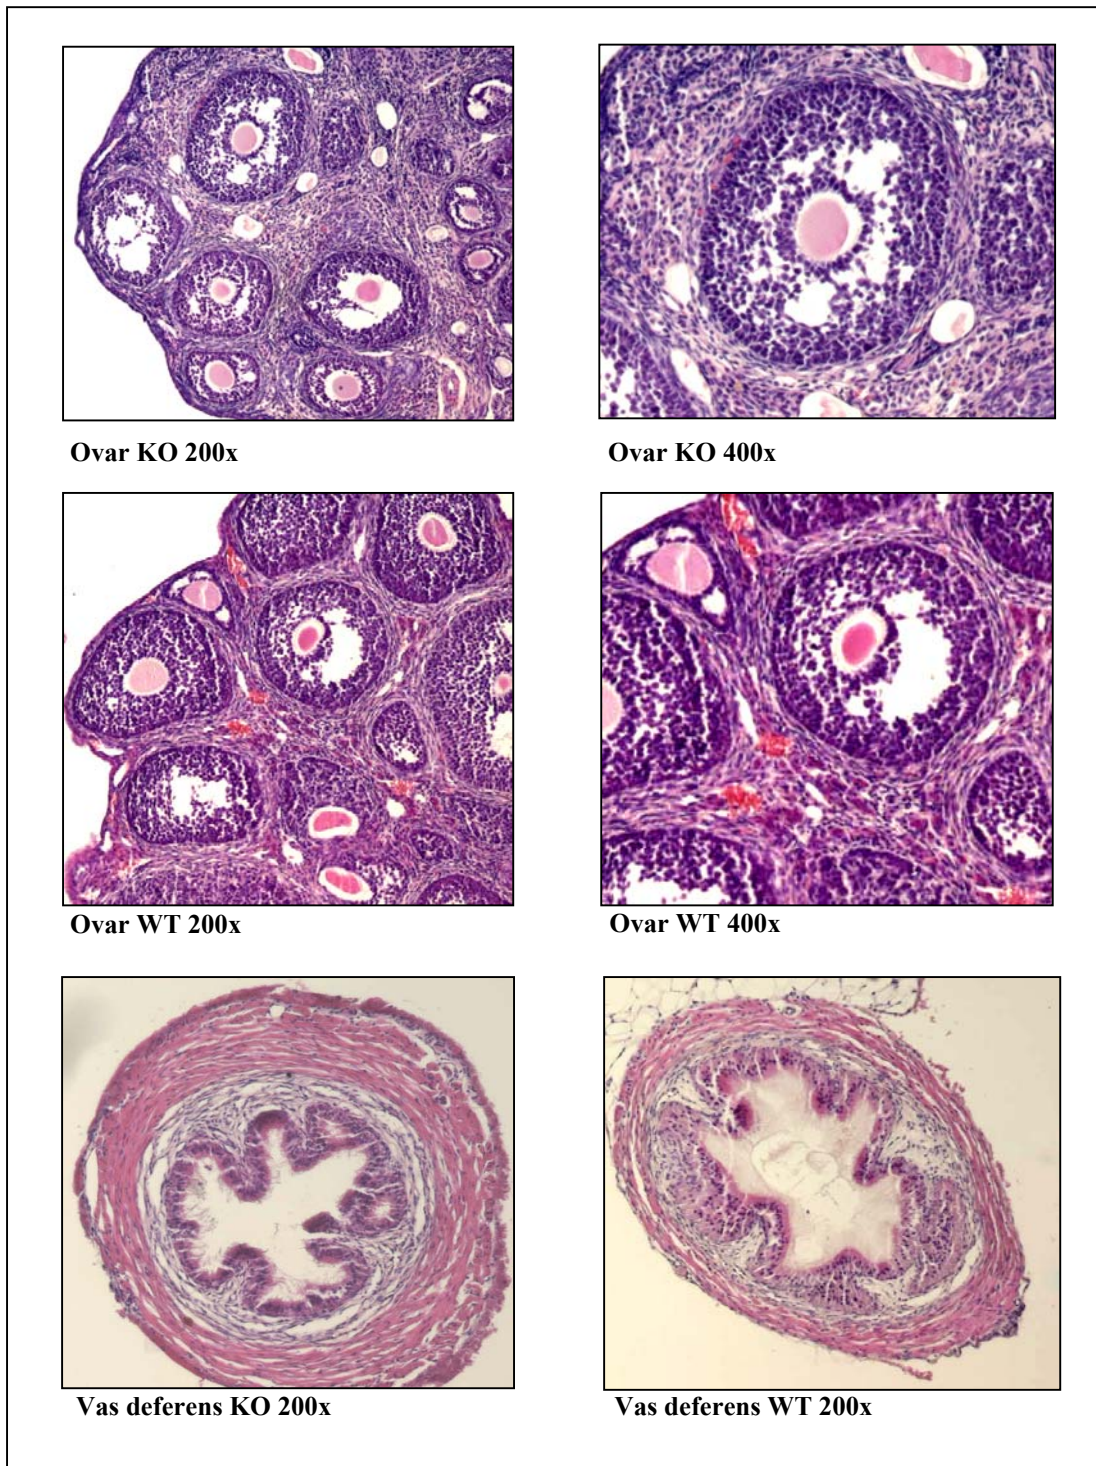 Ovar KO 200x
Ovar KO 400x
Ovar WT 200x
Ovar WT 400x
Vas deferens KO 200x
Vas deferens WT 200x